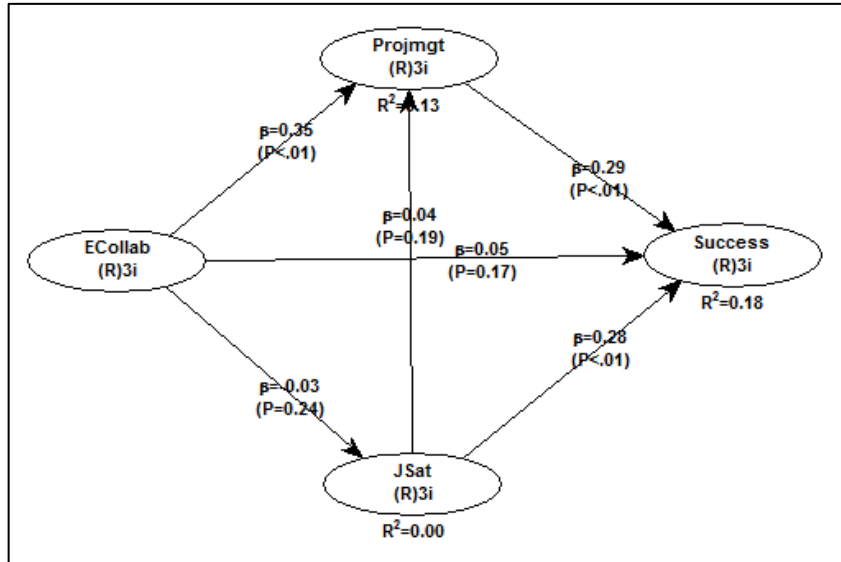 Projmgt
(R)3i
R²=0.13
β=0.35
(P<.01)
β=0.29
(P<.01)
β=0.04
(P=0.19)
ECollab
(R)3i
β=0.05
(P=0.17)
Success
(R)3i
R²=0.18
β=-0.03
(P=0.24)
β=0.28
(P<.01)
JSat
(R)3i
R²=0.00